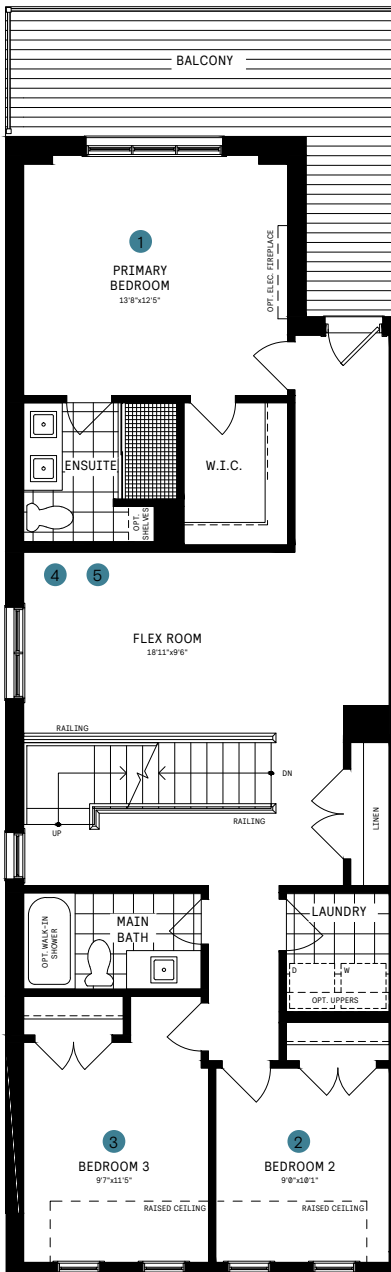 BALCONY
1
PRIMARY
BEDROOM
13'8"x12'5"
OPT. ELEC. FIREPLACE
ENSUITE
W.I.C.
OPT.
SHELVES
4
5
FLEX ROOM
18'11"x9'6"
RAILING
DN
UP
RAILING
LINEN
OPT. WALK-IN
SHOWER
MAIN
BATH
LAUNDRY
D
W
OPT. UPPERS
3
BEDROOM 3
9'7"x11'5"
2
BEDROOM 2
9'0"x10'1"
RAISED CEILING
RAISED CEILING